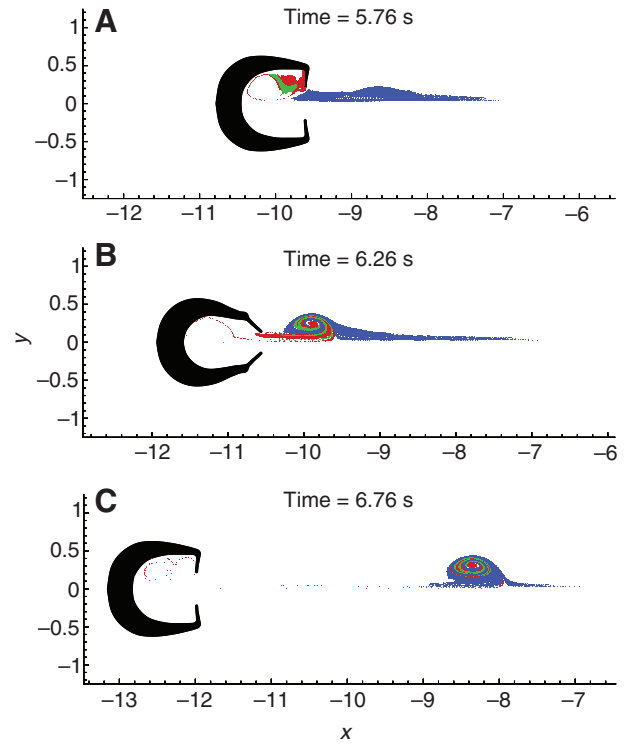 A
Time = 5.76 s
1
0.5
0
–0.5
–1
–12 –11 –10 –9 –8 –7 –6
B
Time = 6.26 s
1
0.5
y
0
–0.5
–1
–12 –11 –10 –9 –8 –7 –6
C
Time = 6.76 s
1
0.5
0
–0.5
–1
–13 –12 –11 –10 –9 –8 –7
x